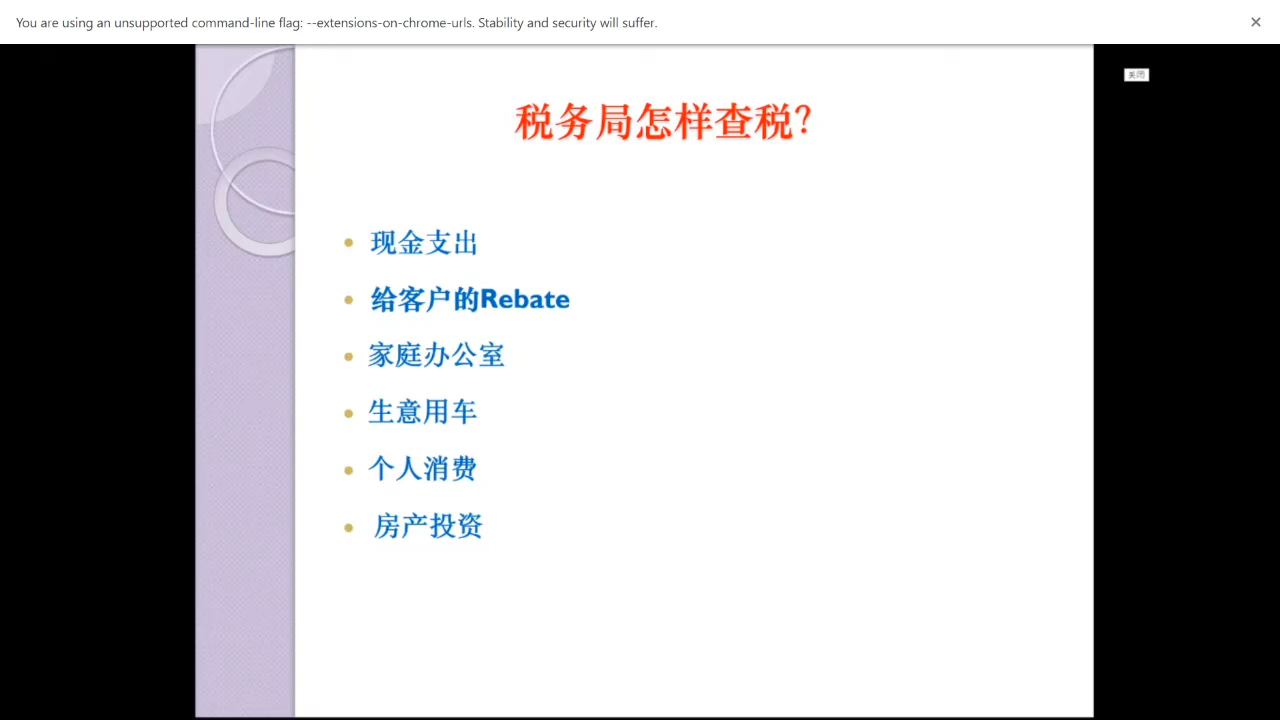 You are using an unsupported command-line flag: --extensions-on-chrome-urls. Stability and security will suffer.
关闭
税务局怎样查税?
现金支出
给客户的Rebate
家庭办公室
生意用车
个人消费
房产投资